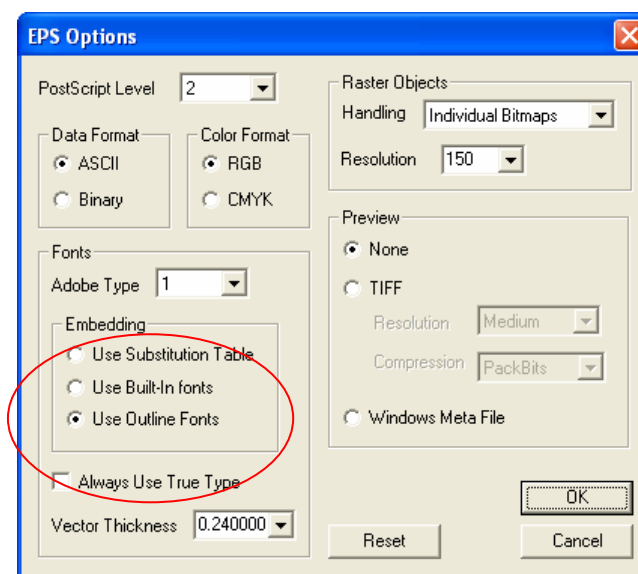 EPS Options
PostScript Level 2
Data Format
ASCII
Binary
Color Format
RGB
CMYK
Fonts
Adobe Type 1
Embedding
Use Substitution Table
Use Built-In fonts
Use Outline Fonts
Always Use True Type
Vector Thickness 0.240000
Raster Objects
Handling Individual Bitmaps
Resolution 150
Preview
None
TIFF
Resolution Medium
Compression PackBits
Windows Meta File
OK
Reset Cancel